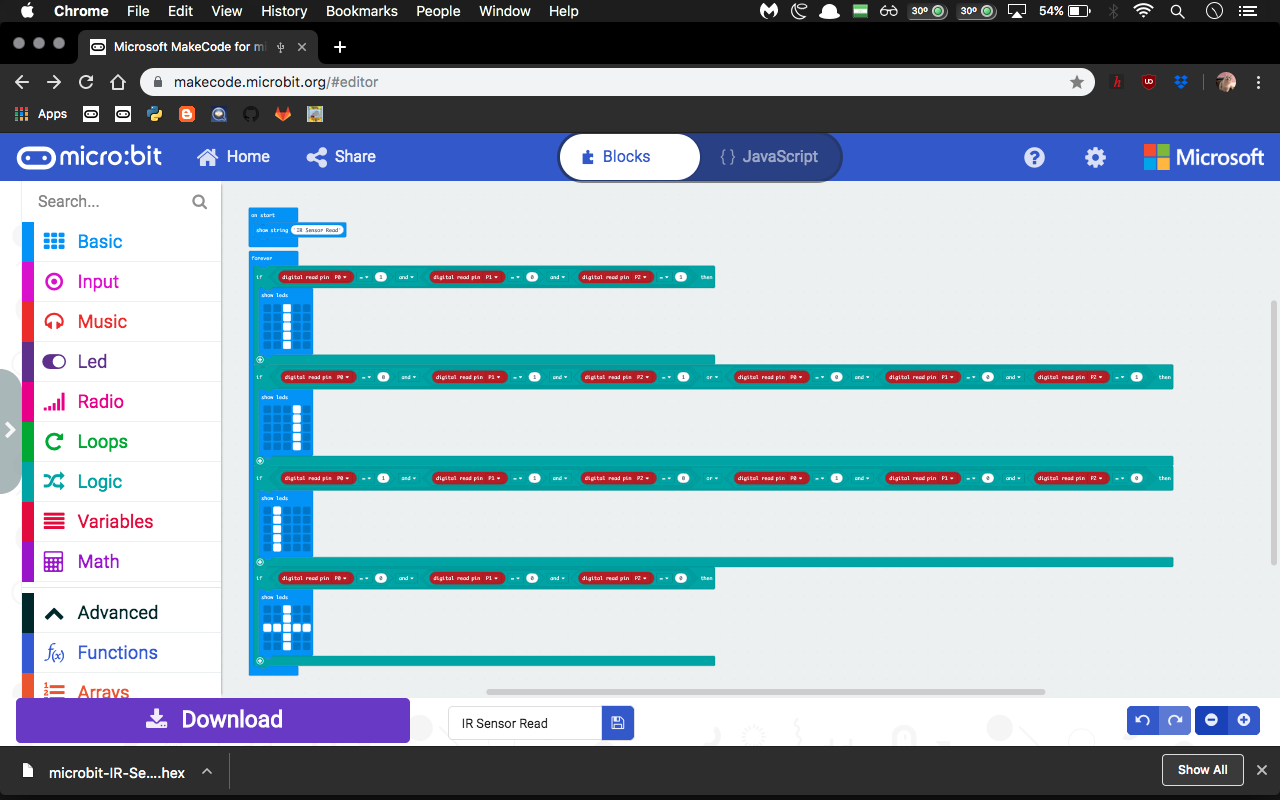 Chrome File Edit View History Bookmarks People Window Help 30° 30° 54%
Microsoft MakeCode for mi
makecode.microbit.org/#editor
Apps
micro:bit Home Share Blocks {} JavaScript ? Microsoft
Search...
Basic
Input
Music
Led
Radio
Loops
Logic
Variables
Math
Advanced
f(x) Functions
Arrays
on start
show string "IR Sensor Read"
forever
if digital read pin P0 = 1 and digital read pin P1 = 0 and digital read pin P2 = 1 then
show leds
if digital read pin P0 = 0 and digital read pin P1 = 1 and digital read pin P2 = 1 or digital read pin P0 = 0 and digital read pin P1 = 0 and digital read pin P2 = 1 then
show leds
if digital read pin P0 = 1 and digital read pin P1 = 1 and digital read pin P2 = 0 or digital read pin P0 = 1 and digital read pin P1 = 0 and digital read pin P2 = 0 then
show leds
if digital read pin P0 = 0 and digital read pin P1 = 0 and digital read pin P2 = 0 then
show leds
Download IR Sensor Read
microbit-IR-Se....hex Show All